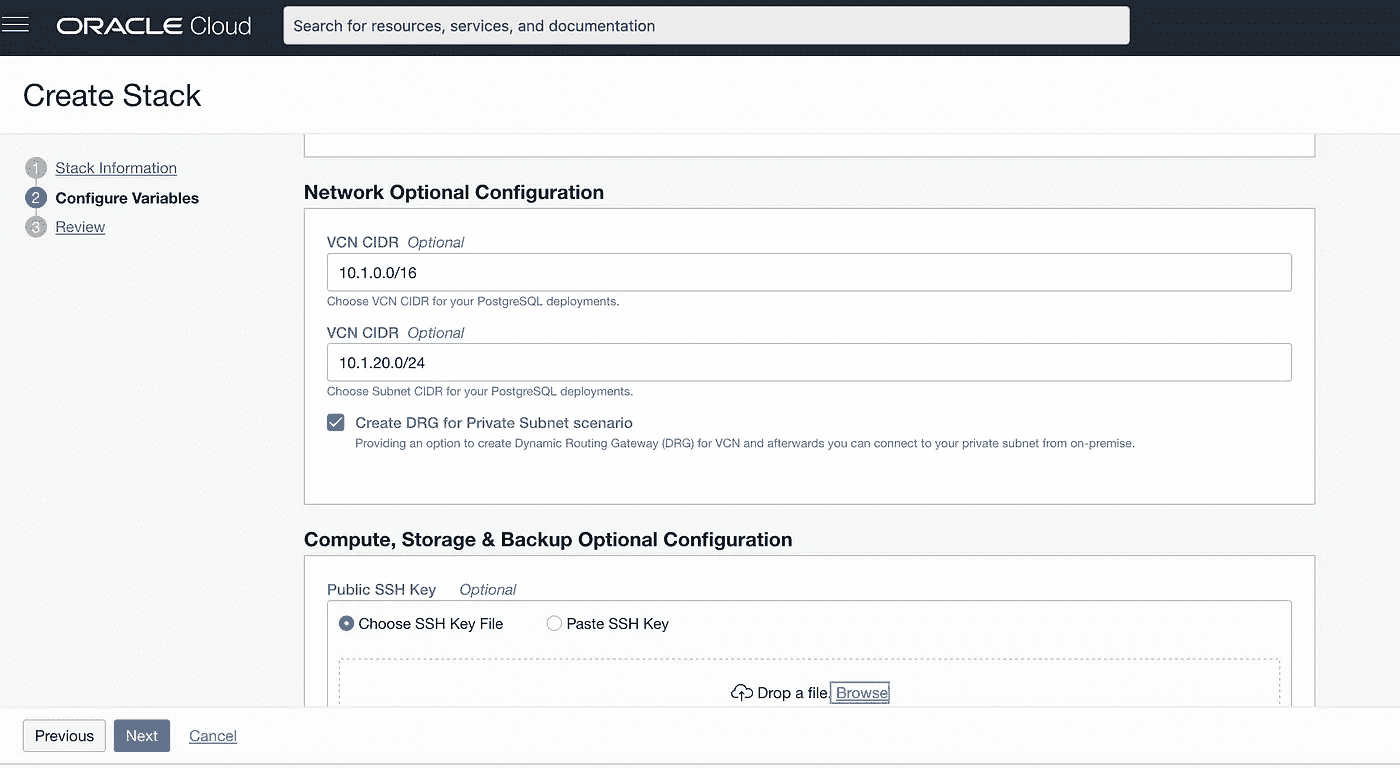 ORACLE Cloud
Search for resources, services, and documentation
Create Stack
1 Stack Information
2 Configure Variables
3 Review
Network Optional Configuration
VCN CIDR Optional
10.1.0.0/16
Choose VCN CIDR for your PostgreSQL deployments.
VCN CIDR Optional
10.1.20.0/24
Choose Subnet CIDR for your PostgreSQL deployments.
Create DRG for Private Subnet scenario
Providing an option to create Dynamic Routing Gateway (DRG) for VCN and afterwards you can connect to your private subnet from on-premise.
Compute, Storage & Backup Optional Configuration
Public SSH Key Optional
Choose SSH Key File Paste SSH Key
Drop a file. Browse
Previous Next Cancel